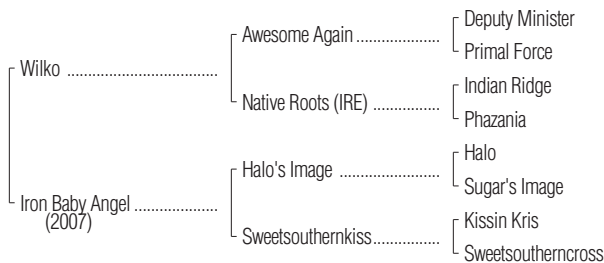 Deputy Minister
Awesome Again ....................
Primal Force
Wilko ....................................
Indian Ridge
Native Roots (IRE) ................
Phazania
Halo
Halo's Image ........................
Sugar's Image
Iron Baby Angel ....................
(2007)
Kissin Kris
Sweetsouthernkiss................
Sweetsoutherncross